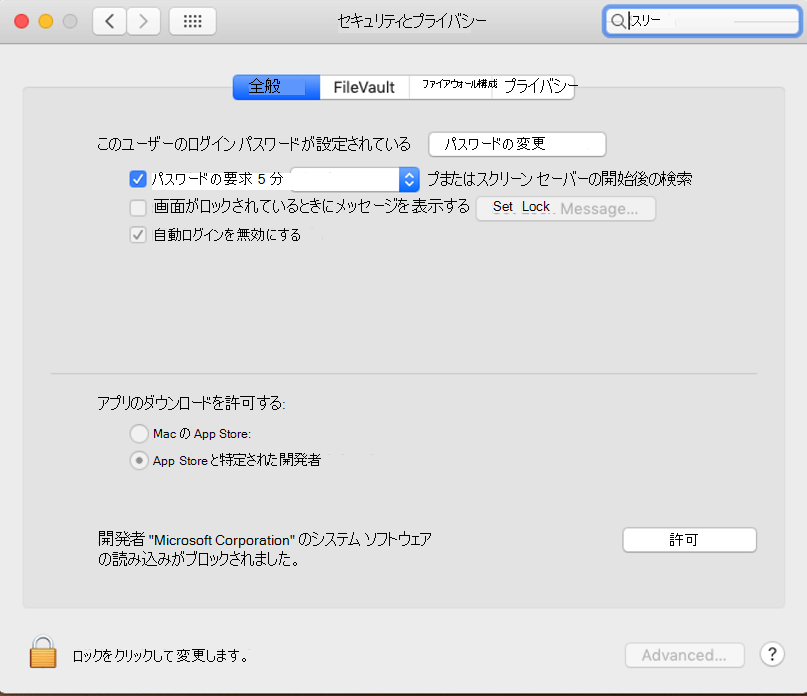 セキュリティとプライバシー
スリー
全般
FileVault
ファイアウォール構成
プライバシー
このユーザーのログイン パスワードが設定されている
パスワードの変更
パスワードの要求 5 分
プまたはスクリーン セーバーの開始後の検索
画面がロックされているときにメッセージを表示する
Set Lock Message...
自動ログインを無効にする
アプリのダウンロードを許可する:
Mac の App Store:
App Storeと特定された開発者
開発者 "Microsoft Corporation" のシステム ソフトウェア
の読み込みがブロックされました。
許可
ロックをクリックして変更します。
Advanced...
?